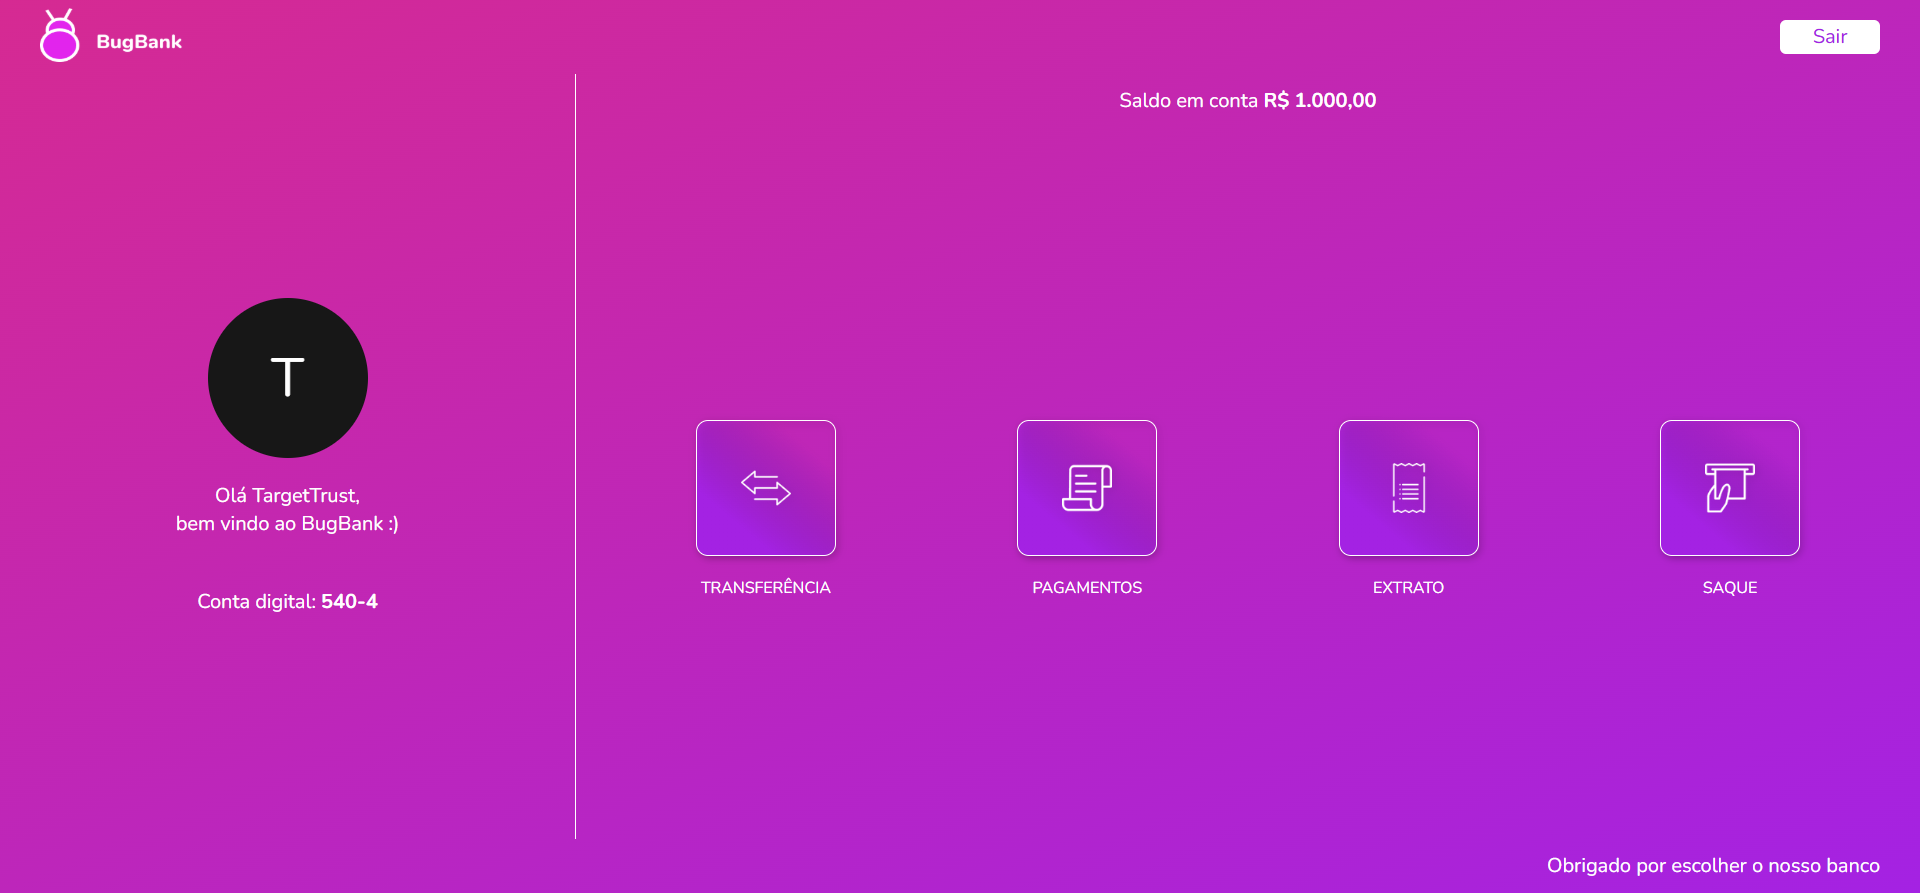 BugBank
Sair
Saldo em conta R$ 1.000,00
T
Olá TargetTrust,
bem vindo ao BugBank :)
Conta digital: 540-4
TRANSFERÊNCIA
PAGAMENTOS
EXTRATO
SAQUE
Obrigado por escolher o nosso banco